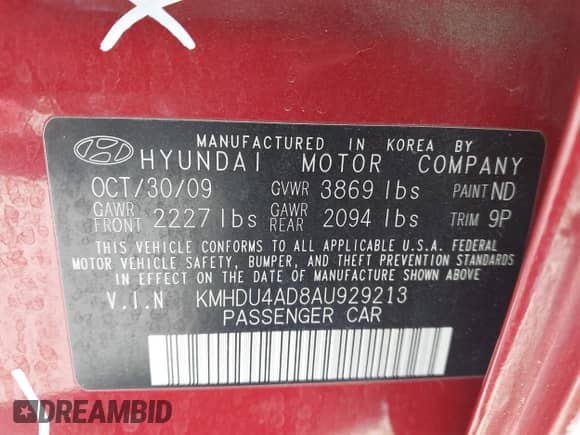 MANUFACTURED IN KOREA BY
HYUNDAI MOTOR COMPANY
OCT/30/09 GVWR 3869 lbs PAINT ND
GAWR FRONT 2227 lbs GAWR REAR 2094 lbs TRIM 9P
THIS VEHICLE CONFORMS TO ALL APPLICABLE U.S.A. FEDERAL
MOTOR VEHICLE SAFETY, BUMPER, AND THEFT PREVENTION STANDARDS
IN EFFECT ON THE DATE OF MANUFACTURE SHOWN ABOVE.
V.I.N KMHDU4AD8AU929213
PASSENGER CAR
DREAMBID